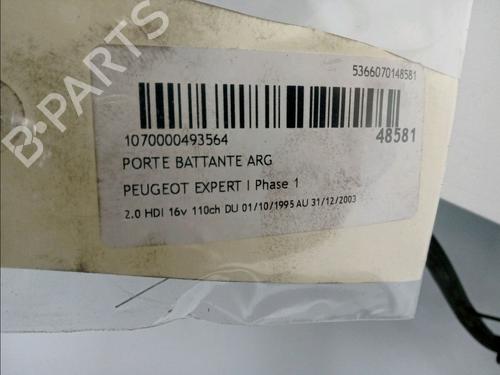 B-PARTS
5366070148581
1070000493564
48581
PORTE BATTANTE ARG
PEUGEOT EXPERT I Phase 1
2.0 HDI 16v 110ch DU 01/10/1995 AU 31/12/2003